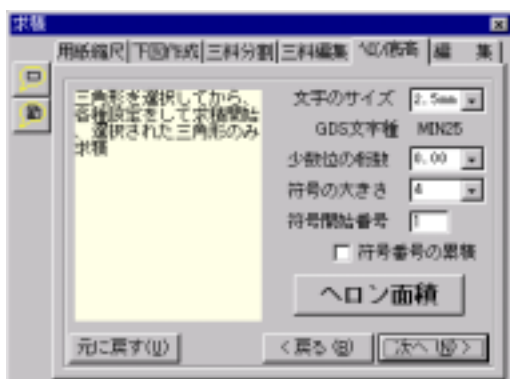 求積
用紙縮尺 下図作成 三斜分割 三斜編集 ヘロン/底高 編 集
三角形を選択してから、
各種設定をして求積開始
、選択された三角形のみ
求積
文字のサイズ 2.5mm
GDS文字種 MIN25
少数位の桁数 0.00
符号の大きさ 4
符号開始番号 1
符号番号の累積
ヘロン面積
元に戻す(U) <戻る(B) 次へ(N)>